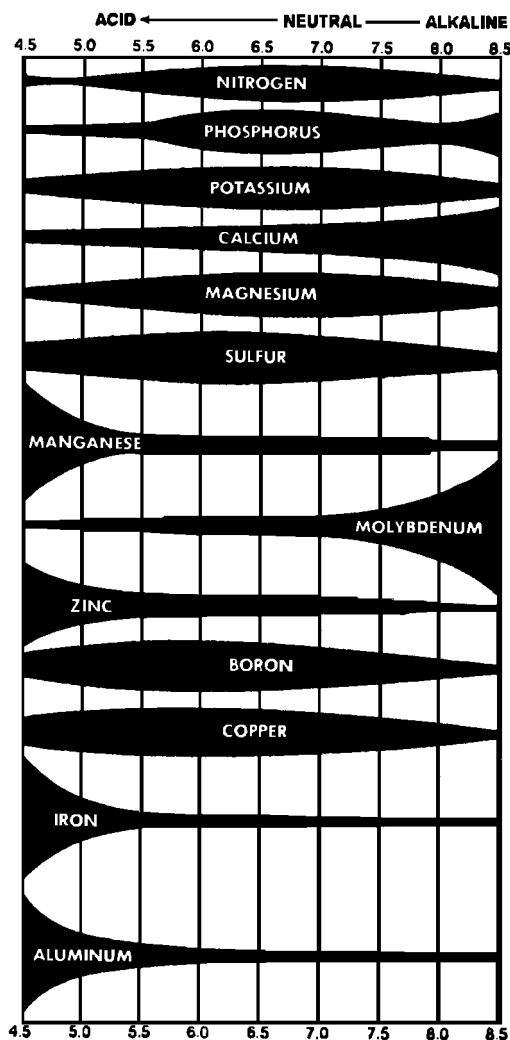 ACID NEUTRAL ALKALINE
4.5 5.0 5.5 6.0 6.5 7.0 7.5 8.0 8.5
NITROGEN
PHOSPHORUS
POTASSIUM
CALCIUM
MAGNESIUM
SULFUR
MANGANESE
MOLYBDENUM
ZINC
BORON
COPPER
IRON
ALUMINUM
4.5 5.0 5.5 6.0 6.5 7.0 7.5 8.0 8.5